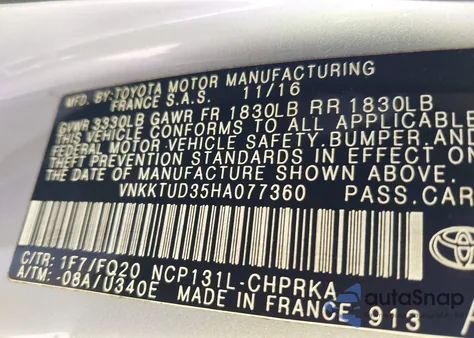 MFD. BY-TOYOTA MOTOR MANUFACTURING
FRANCE S.A.S. 11/16
GVWR 3330LB GAWR FR 1830LB RR 1830LB
THIS VEHICLE CONFORMS TO ALL APPLICABLE
FEDERAL MOTOR VEHICLE SAFETY, BUMPER, AND
THEFT PREVENTION STANDARDS IN EFFECT ON
THE DATE OF MANUFACTURE SHOWN ABOVE.
VNKKTUD35HA077360 PASS.CAR
C/TR: 1F7/FQ20 NCP131L-CHPRKA
A/TM: -08A/U340E MADE IN FRANCE 913
TOYOTA
autoSnap